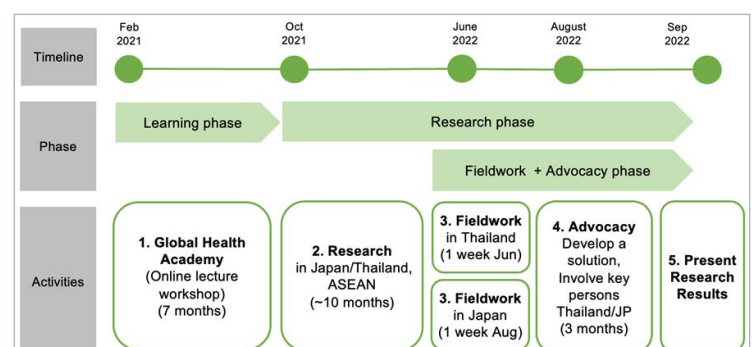 Timeline
Feb
2021
Oct
2021
June
2022
August
2022
Sep
2022
Phase
Learning phase
Research phase
Fieldwork + Advocacy phase
Activities
1. Global Health
Academy
(Online lecture
workshop)
(7 months)
2. Research
in Japan/Thailand,
ASEAN
(~10 months)
3. Fieldwork
in Thailand
(1 week Jun)
3. Fieldwork
in Japan
(1 week Aug)
4. Advocacy
Develop a
solution,
Involve key
persons
Thailand/JP
(3 months)
5. Present
Research
Results